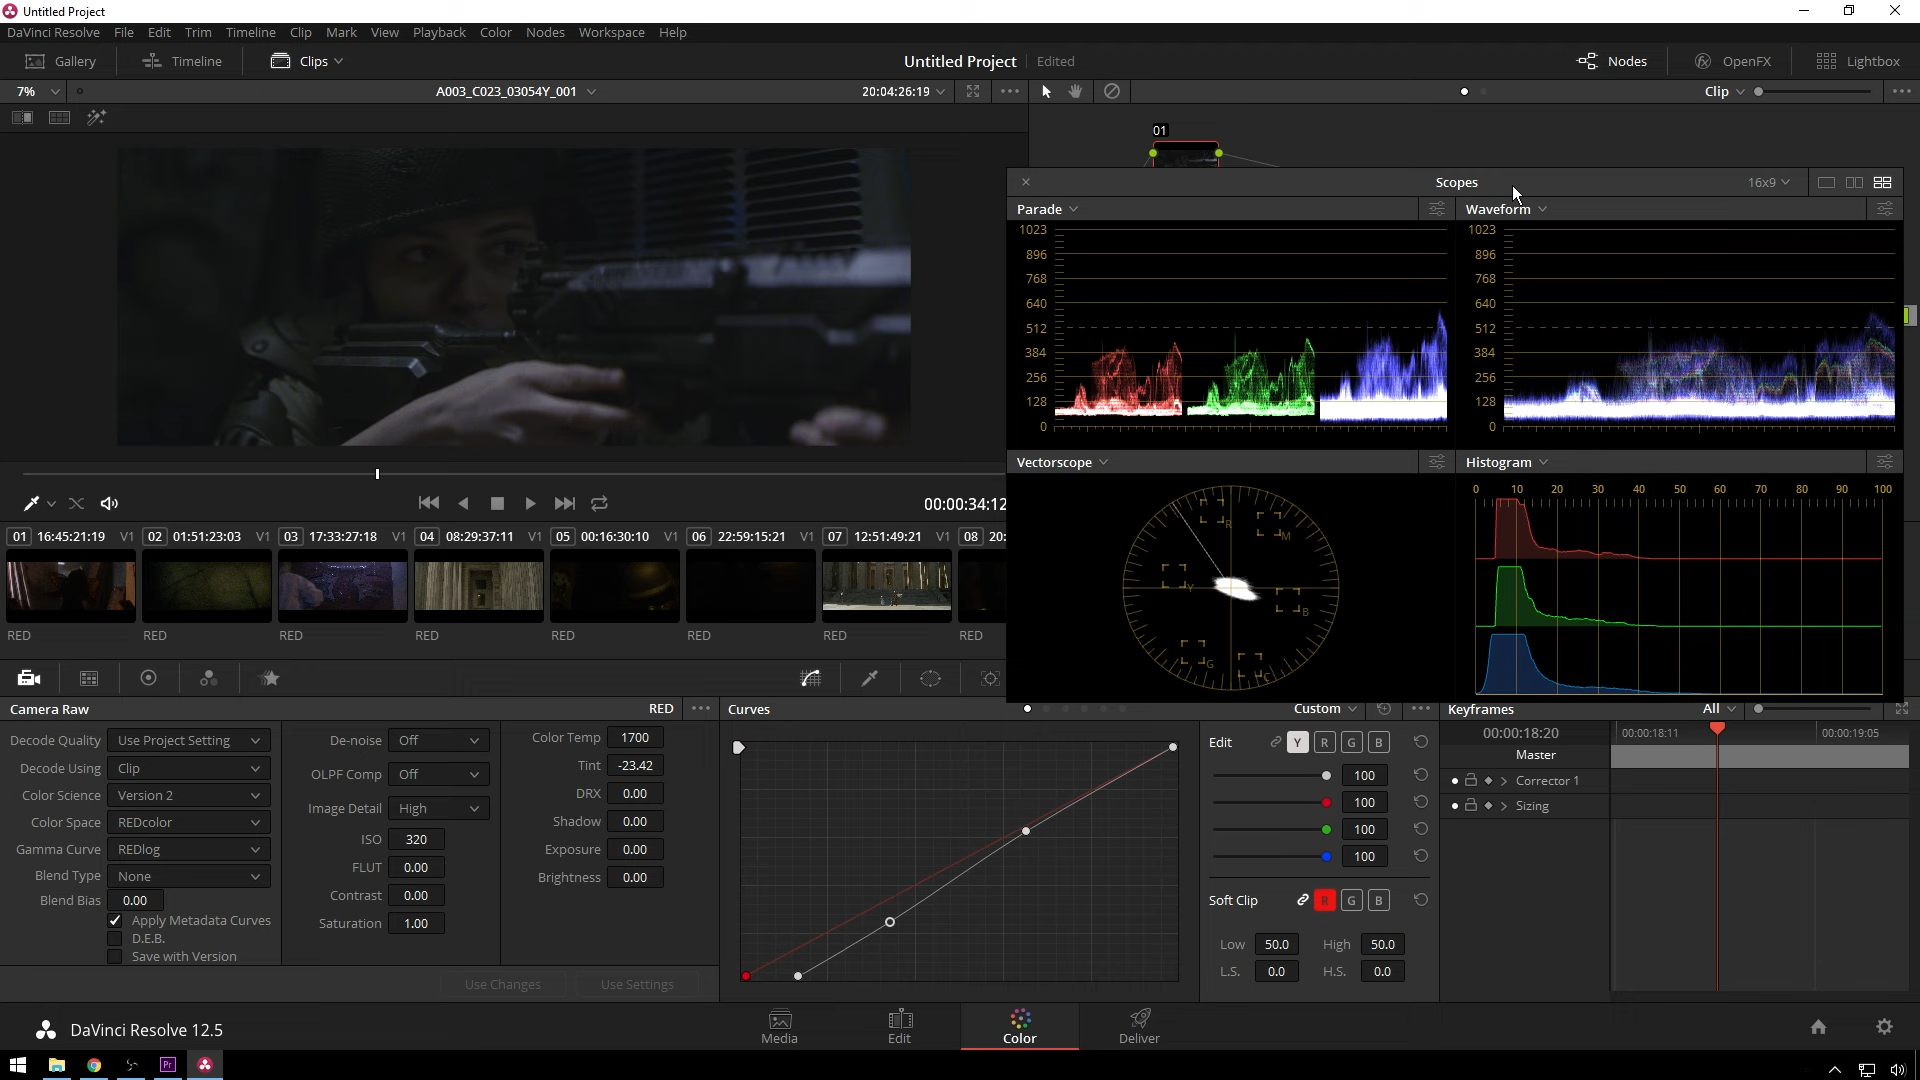 Untitled Project
DaVinci Resolve File Edit Trim Timeline Clip Mark View Playback Color Nodes Workspace Help
Gallery Timeline Clips Untitled Project Edited Nodes OpenFX Lightbox
7% A003_C023_03054Y_001 20:04:26:19 Clip
01
Scopes 16x9
Parade Waveform
1023 1023
896 896
768 768
640 640
512 512
384 384
256 256
128 128
0 0
Vectorscope Histogram
0 10 20 30 40 50 60 70 80 90 100
R M Y B G C
00:00:34:12
01 16:45:21:19 V1 02 01:51:23:03 V1 03 17:33:27:18 V1 04 08:29:37:11 V1 05 00:16:30:10 V1 06 22:59:15:21 V1 07 12:51:49:21 V1 08 20:
RED RED RED RED RED RED RED RED
Camera Raw RED Curves Custom Keyframes All
Decode Quality Use Project Setting
Decode Using Clip
Color Science Version 2
Color Space REDcolor
Gamma Curve REDlog
Blend Type None
Blend Bias 0.00
Apply Metadata Curves
D.E.B.
Save with Version
De-noise Off
OLPF Comp Off
Image Detail High
ISO 320
FLUT 0.00
Contrast 0.00
Saturation 1.00
Color Temp 1700
Tint -23.42
DRX 0.00
Shadow 0.00
Exposure 0.00
Brightness 0.00
Use Changes Use Settings
Edit Y R G B
100
100
100
100
Soft Clip R G B
Low 50.0 High 50.0
L.S. 0.0 H.S. 0.0
00:00:18:20 00:00:18:11 00:00:19:05
Master
Corrector 1
Sizing
DaVinci Resolve 12.5
Media Edit Color Deliver
Pr